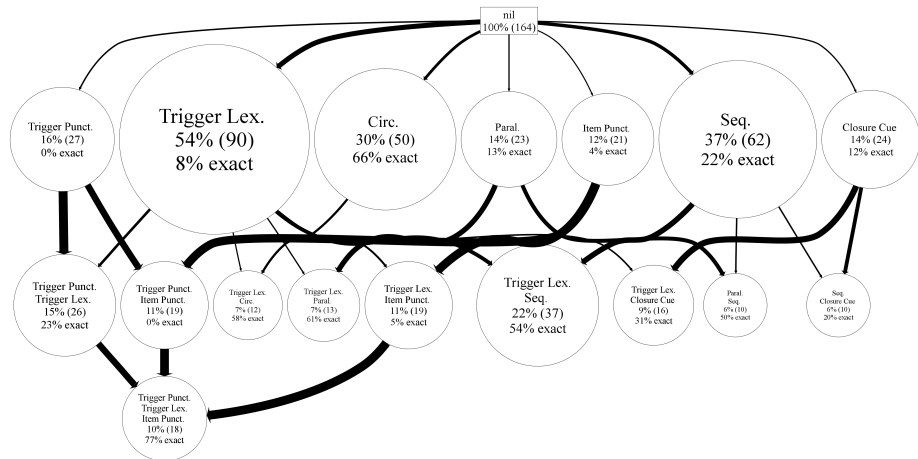 nil
100% (164)
Trigger Punct.
16% (27)
0% exact
Trigger Lex.
54% (90)
8% exact
Circ.
30% (50)
66% exact
Paral.
14% (23)
13% exact
Item Punct.
12% (21)
4% exact
Seq.
37% (62)
22% exact
Closure Cue
14% (24)
12% exact
Trigger Punct.
Trigger Lex.
15% (26)
23% exact
Trigger Punct.
Item Punct.
11% (19)
0% exact
Trigger Lex.
Circ.
7% (12)
58% exact
Trigger Lex.
Paral.
7% (13)
61% exact
Trigger Lex.
Item Punct.
11% (19)
5% exact
Trigger Lex.
Seq.
22% (37)
54% exact
Trigger Lex.
Closure Cue
9% (16)
31% exact
Paral.
Seq.
6% (10)
50% exact
Seq.
Closure Cue
6% (10)
20% exact
Trigger Punct.
Trigger Lex.
Item Punct.
10% (18)
77% exact